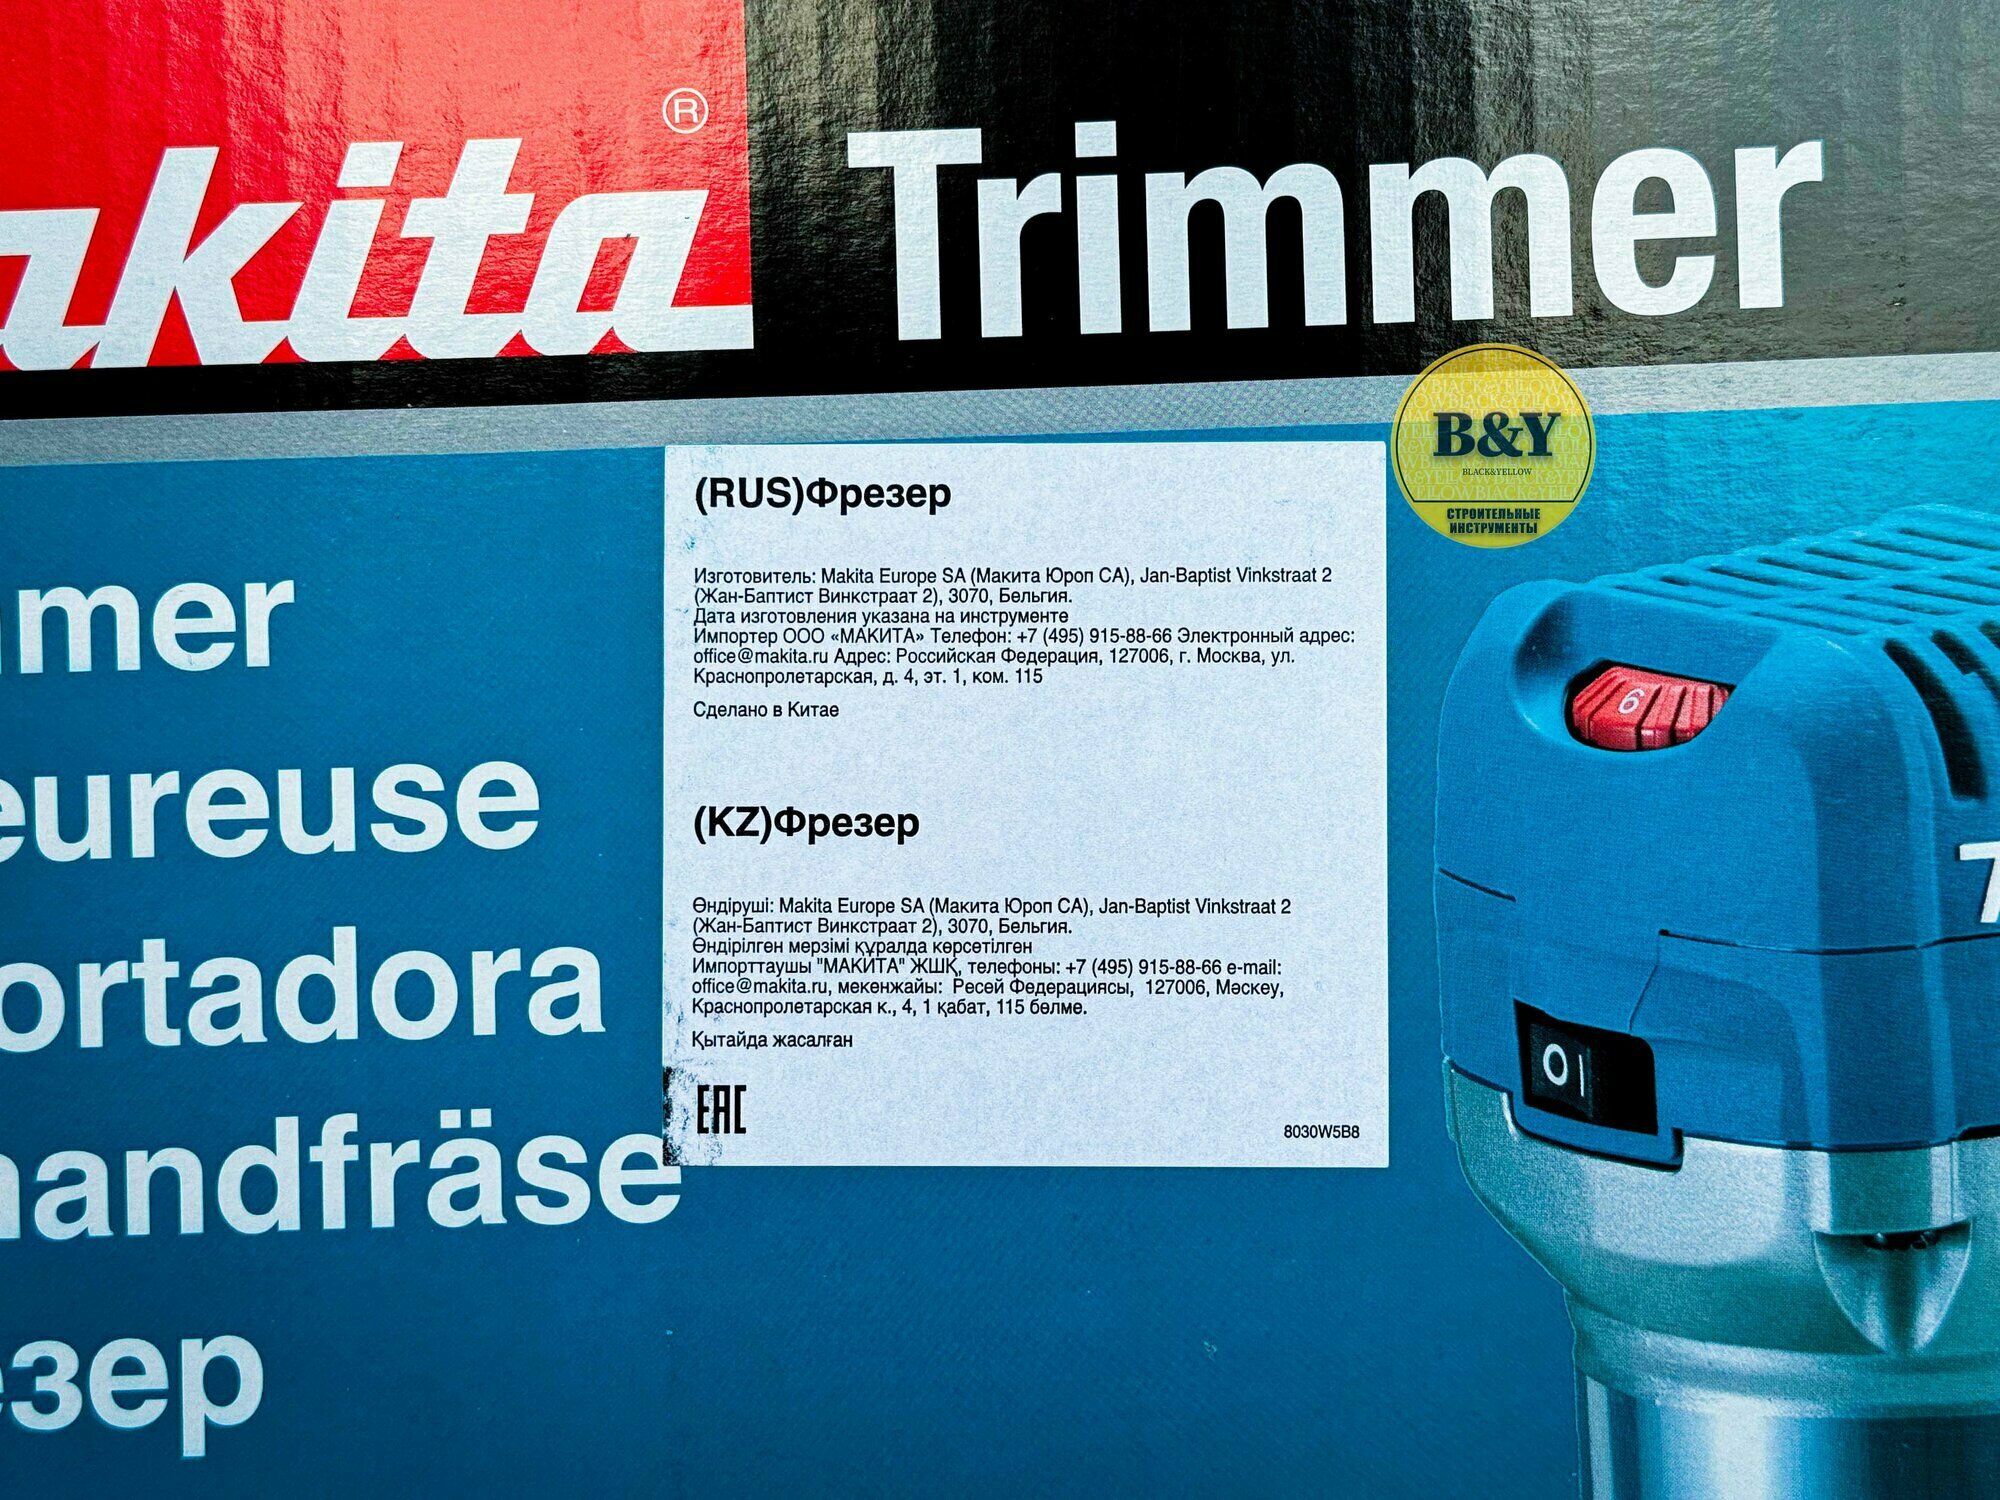 akita®
Trimmer
B&Y
BLACK&YELLOW
СТРОИТЕЛЬНЫЕ
ИНСТРУМЕНТЫ
(RUS)Фрезер
Изготовитель: Makita Europe SA (Макита Юроп СА), Jan-Baptist Vinkstraat 2
(Жан-Баптист Винкстраат 2), 3070, Бельгия.
Дата изготовления указана на инструменте
Импортер ООО «МАКИТА» Телефон: +7 (495) 915-88-66 Электронный адрес:
office@makita.ru Адрес: Российская Федерация, 127006, г. Москва, ул.
Краснопролетарская, д. 4, эт. 1, ком. 115
Сделано в Китае
(KZ)Фрезер
Өндіруші: Makita Europe SA (Макита Юроп СА), Jan-Baptist Vinkstraat 2
(Жан-Баптист Винкстраат 2), 3070, Бельгия.
Өндірілген мерзімі құралда көрсетілген
Импорттаушы "МАКИТА" ЖШҚ, телефоны: +7 (495) 915-88-66 e-mail:
office@makita.ru, мекенжайы: Ресей Федерациясы, 127006, Мәскеу,
Краснопролетарская к., 4, 1 қабат, 115 бөлме.
Қытайда жасалған
EAC
8030W5B8
mer
eureuse
ortadora
handfräse
езер
6
O I